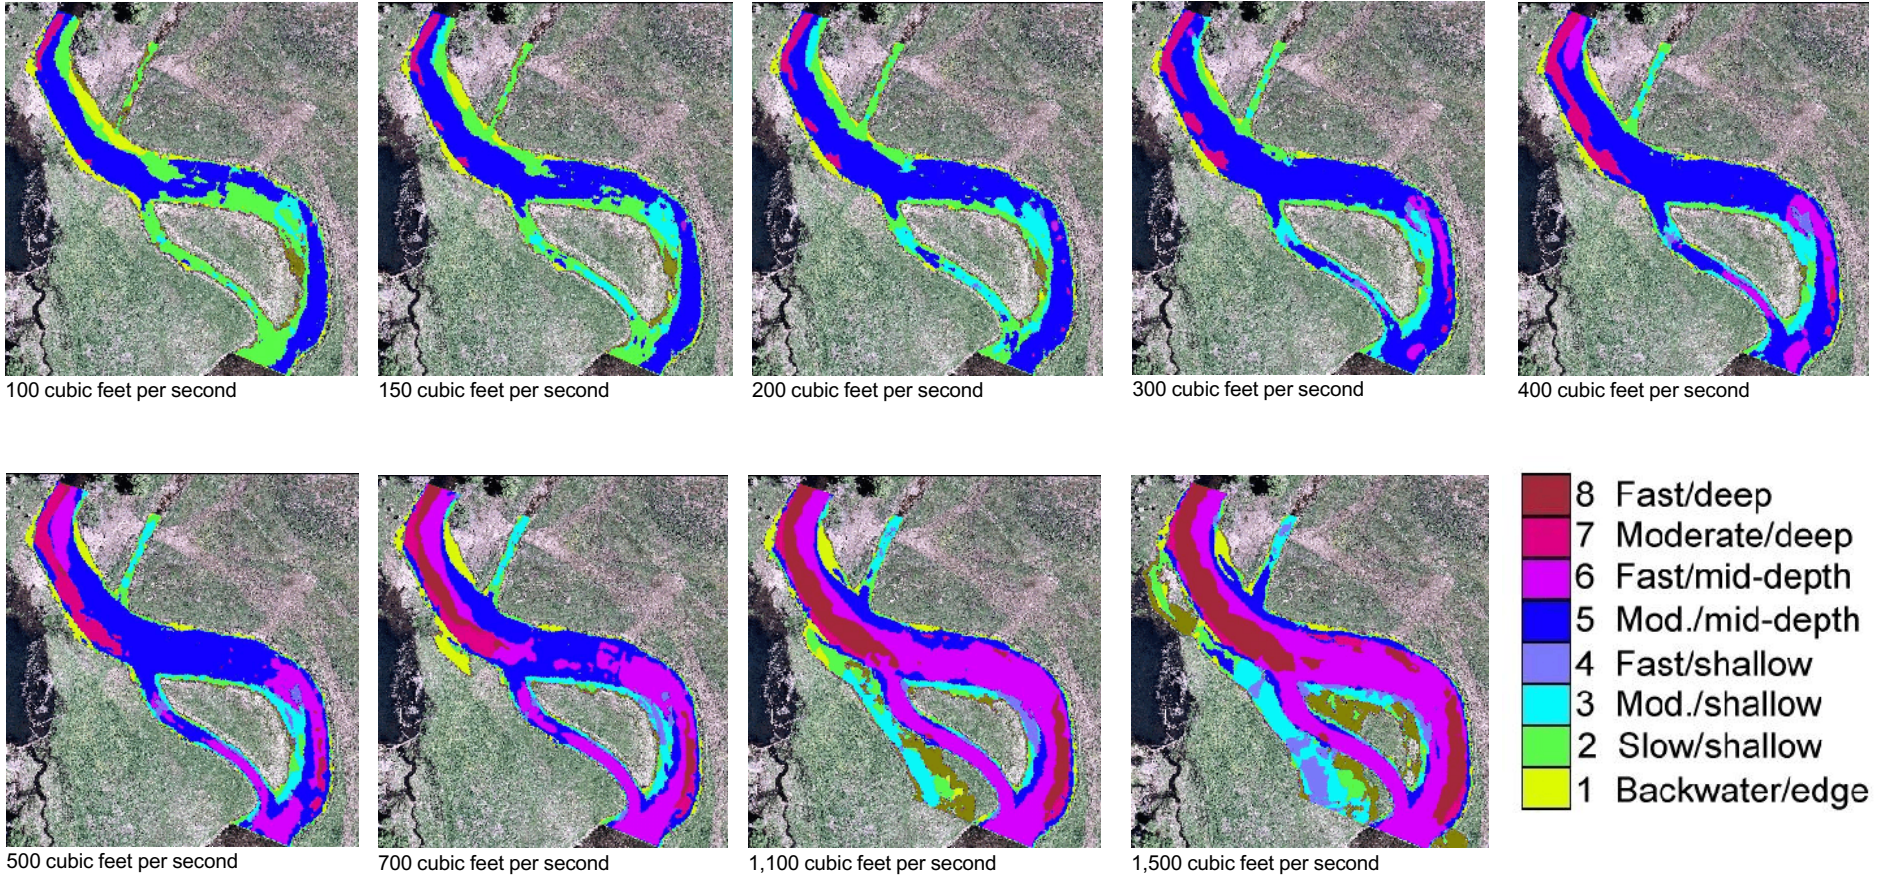 100 cubic feet per second
150 cubic feet per second
200 cubic feet per second
300 cubic feet per second
400 cubic feet per second
500 cubic feet per second
700 cubic feet per second
1,100 cubic feet per second
1,500 cubic feet per second
8 Fast/deep
7 Moderate/deep
6 Fast/mid-depth
5 Mod./mid-depth
4 Fast/shallow
3 Mod./shallow
2 Slow/shallow
1 Backwater/edge